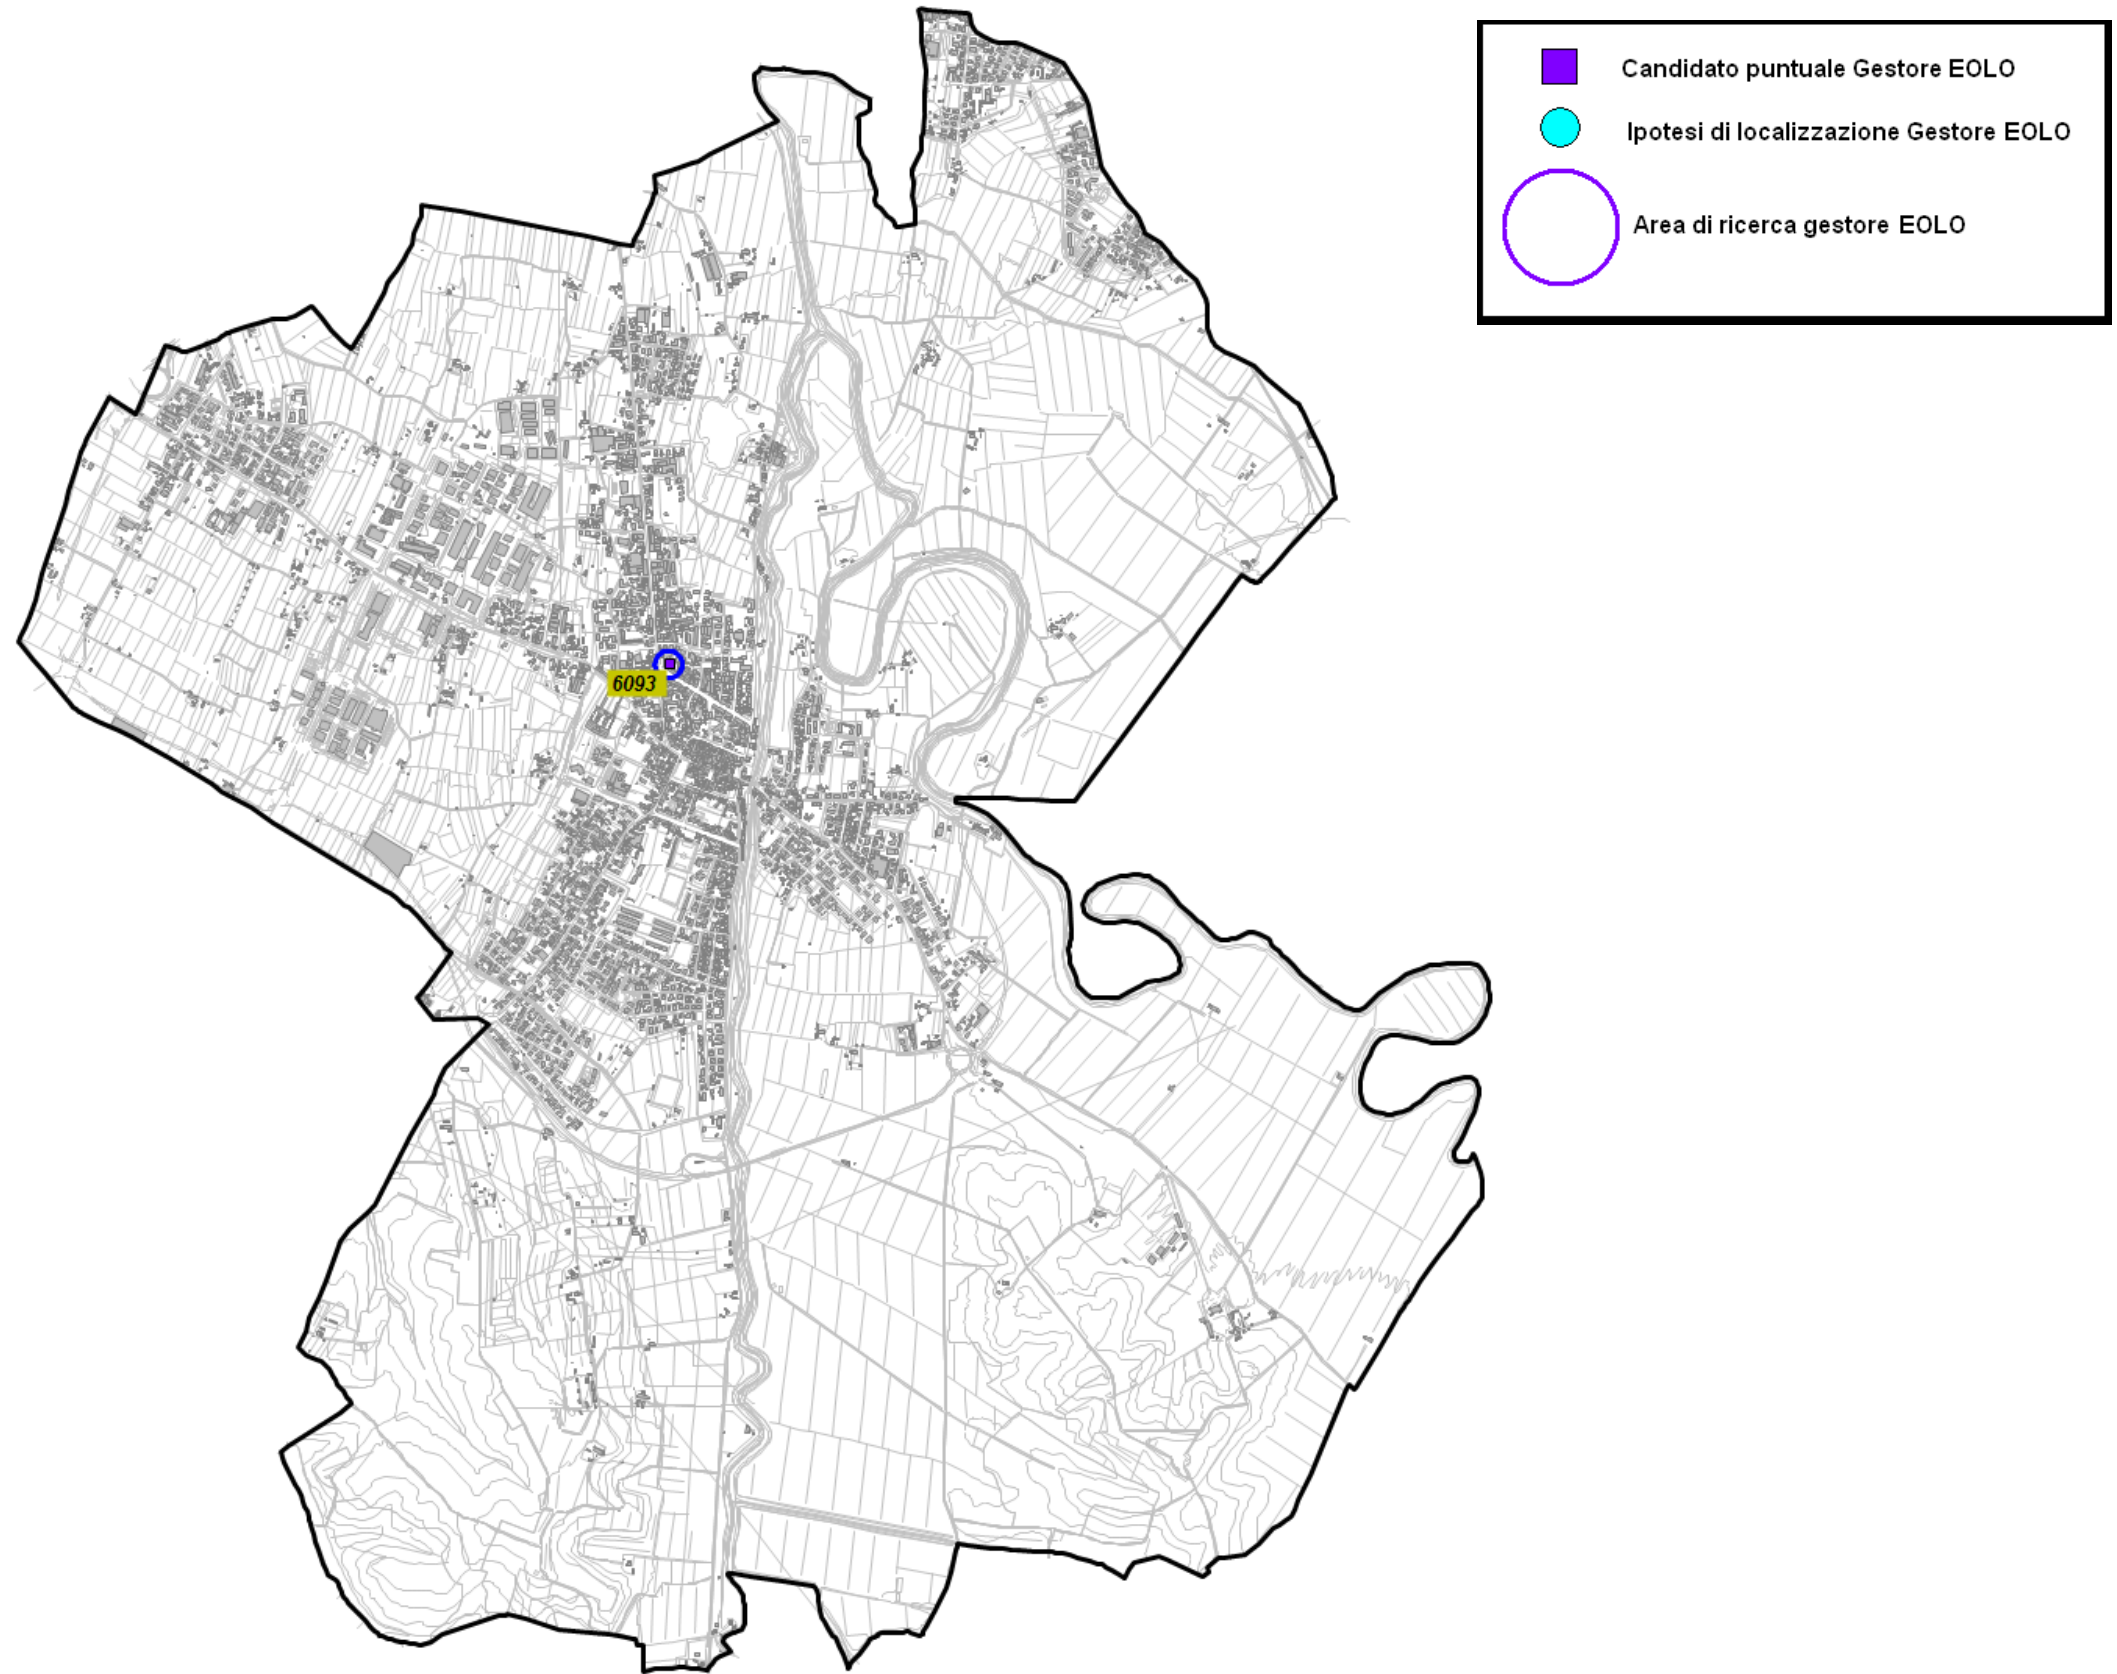 Candidato puntuale Gestore EOLO
Ipotesi di localizzazione Gestore EOLO
Area di ricerca gestore EOLO
6093